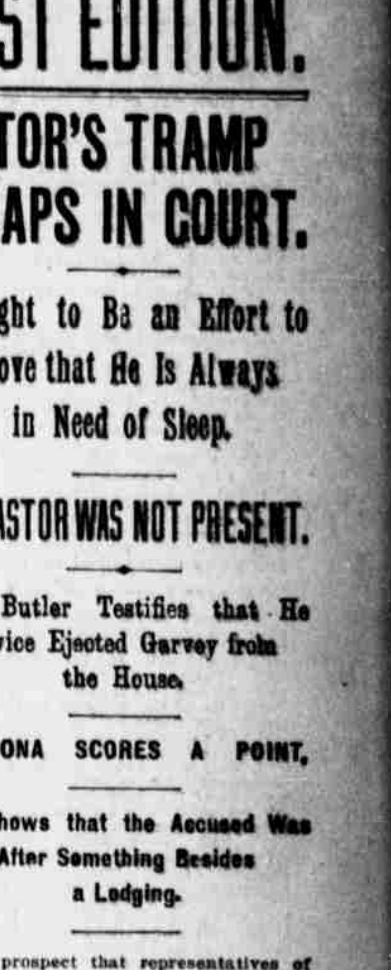 ST EDITION.
TOR'S TRAMP
APS IN COURT.
ght to Be an Effort to
ove that He Is Always
in Need of Sleep.
ASTOR WAS NOT PRESENT.
Butler Testifies that He
vice Ejected Garvey from
the House.
ONA SCORES A POINT,
hows that the Accused Was
After Something Besides
a Lodging.
prospect that representatives of